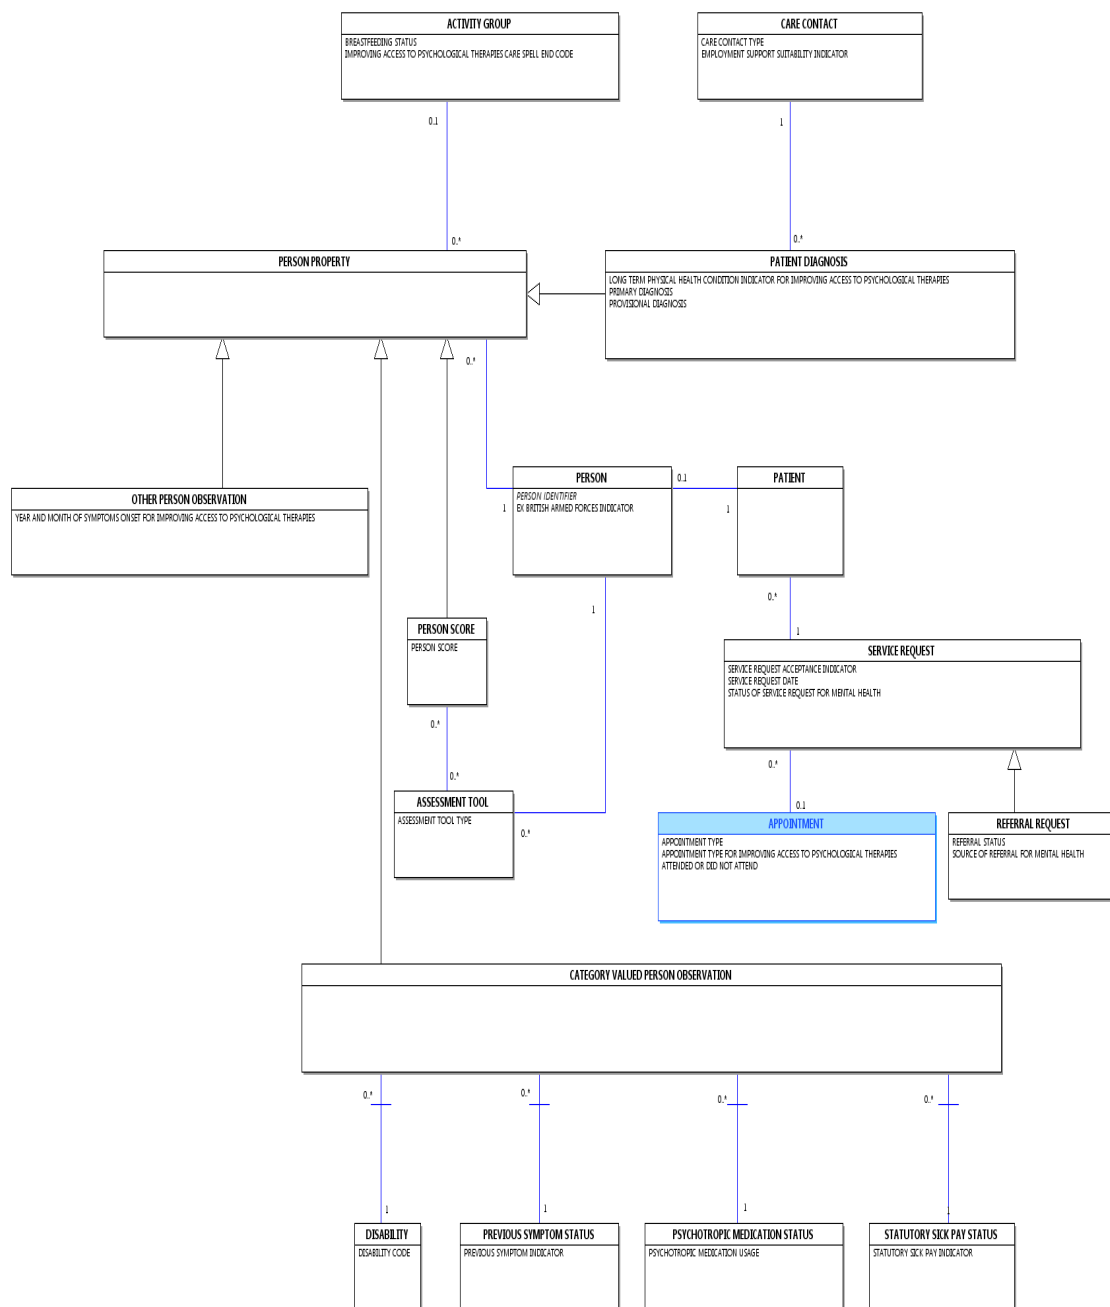 ACTIVITY GROUP
BREASTFEEDING STATUS
IMPROVING ACCESS TO PSYCHOLOGICAL THERAPIES CARE SPELL END CODE
CARE CONTACT
CARE CONTACT TYPE
EMPLOYMENT SUPPORT SUITABILITY INDICATOR
0..1
1
0..*
0..*
PERSON PROPERTY
PATIENT DIAGNOSIS
LONG TERM PHYSICAL HEALTH CONDITION INDICATOR FOR IMPROVING ACCESS TO PSYCHOLOGICAL THERAPIES
PRIMARY DIAGNOSIS
PROVISIONAL DIAGNOSIS
0..*
OTHER PERSON OBSERVATION
YEAR AND MONTH OF SYMPTOMS ONSET FOR IMPROVING ACCESS TO PSYCHOLOGICAL THERAPIES
PERSON
PERSON IDENTIFIER
EX BRITISH ARMED FORCES INDICATOR
0..1
1
1
PATIENT
1
0..*
1
PERSON SCORE
PERSON SCORE
SERVICE REQUEST
SERVICE REQUEST ACCEPTANCE INDICATOR
SERVICE REQUEST DATE
STATUS OF SERVICE REQUEST FOR MENTAL HEALTH
0..*
0..*
0..*
0..1
ASSESSMENT TOOL
ASSESSMENT TOOL TYPE
0..*
APPOINTMENT
APPOINTMENT TYPE
APPOINTMENT TYPE FOR IMPROVING ACCESS TO PSYCHOLOGICAL THERAPIES
ATTENDED OR DID NOT ATTEND
REFERRAL REQUEST
REFERRAL STATUS
SOURCE OF REFERRAL FOR MENTAL HEALTH
CATEGORY VALUED PERSON OBSERVATION
0..*
0..*
0..*
0..*
1
1
1
1
DISABILITY
DISABILITY CODE
PREVIOUS SYMPTOM STATUS
PREVIOUS SYMPTOM INDICATOR
PSYCHOTROPIC MEDICATION STATUS
PSYCHOTROPIC MEDICATION USAGE
STATUTORY SICK PAY STATUS
STATUTORY SICK PAY INDICATOR